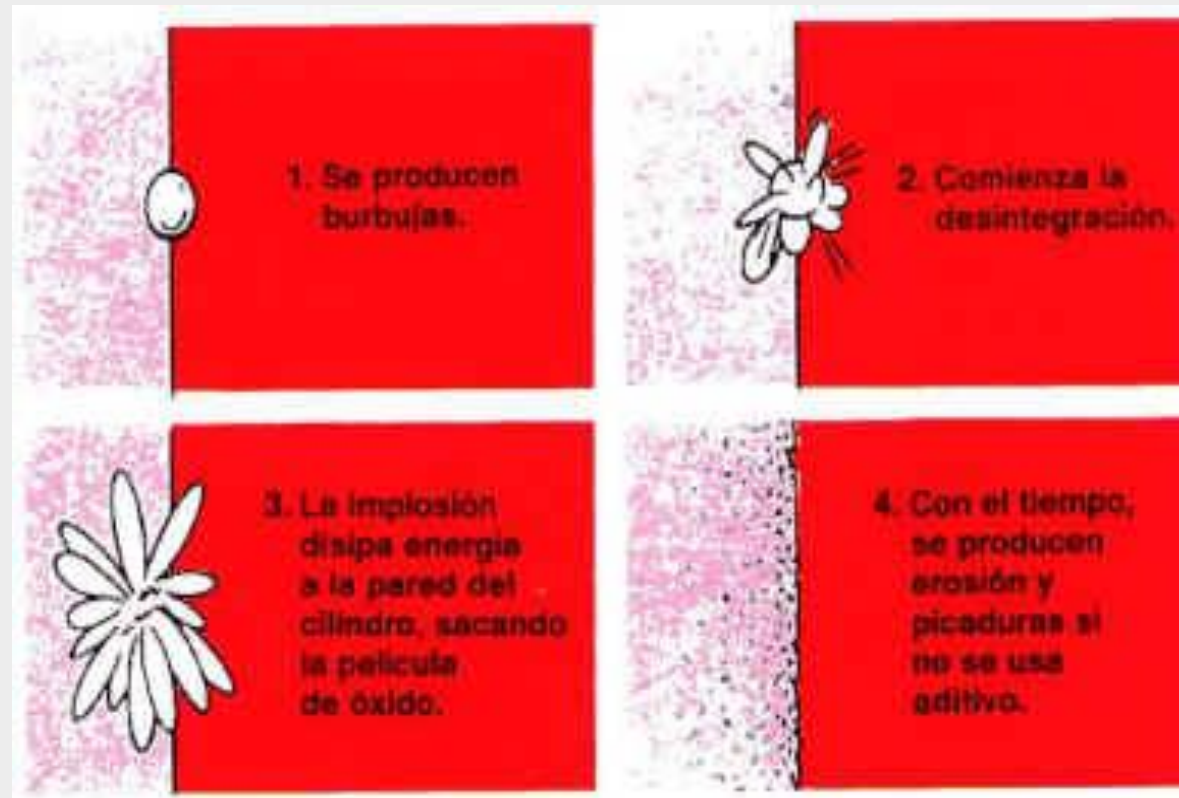 1. Se producen
burbujas.
2. Comienza la
desintegración.
3. La implosión
disipa energía
a la pared del
cilindro, sacando
la película
de óxido.
4. Con el tiempo,
se producen
erosión y
picaduras si
no se usa
aditivo.